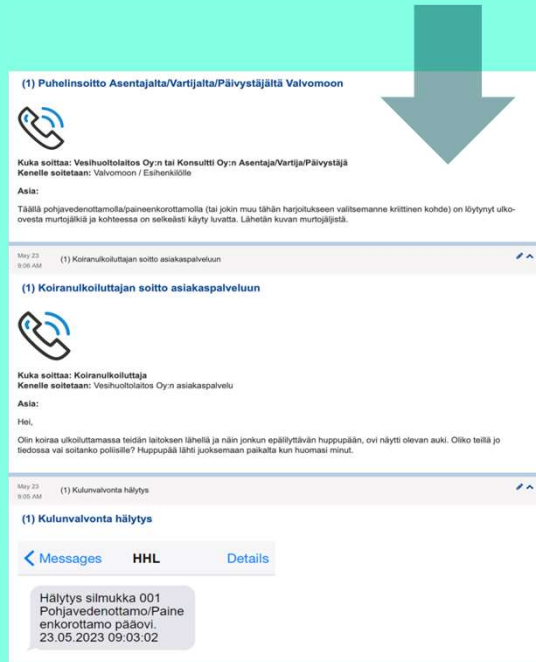 (1) Puhelinsoitto Asentajalta/Vartijalta/Päivystäjältä Valvomoon
Kuka soittaa: Vesihuoltolaitos Oy:n tai Konsultti Oy:n Asentaja/Vartija/Päivystäjä
Kenelle soitetaan: Valvomoon / Esihenkilölle
Asia:
Täällä pohjavedenottamolla/paineenkorottamolla (tai jokin muu tähän harjoitukseen valitsemanne kriittinen kohde) on löytynyt ulko-
ovesta murtojälkiä ja kohteessa on selkeästi käyty luvatta. Lähetän kuvan murtojäljistä.
May 23
9:06 AM
(1) Koiranulkoiluttajan soitto asiakaspalveluun
(1) Koiranulkoiluttajan soitto asiakaspalveluun
Kuka soittaa: Koiranulkoiluttaja
Kenelle soitetaan: Vesihuoltolaitos Oy:n asiakaspalvelu
Asia:
Hei,
Olin koiraa ulkoiluttamassa teidän laitoksen lähellä ja näin jonkun epäilyttävän huppupään, ovi näytti olevan auki. Oliko teillä jo
tiedossa vai soitanko poliisille? Huppupää lähti juoksemaan paikalta kun huomasi minut.
May 23
9:05 AM
(1) Kulunvalvonta hälytys
(1) Kulunvalvonta hälytys
Messages HHL Details
Hälytys silmukka 001
Pohjavedenottamo/Paine
enkorottamo pääovi.
23.05.2023 09:03:02